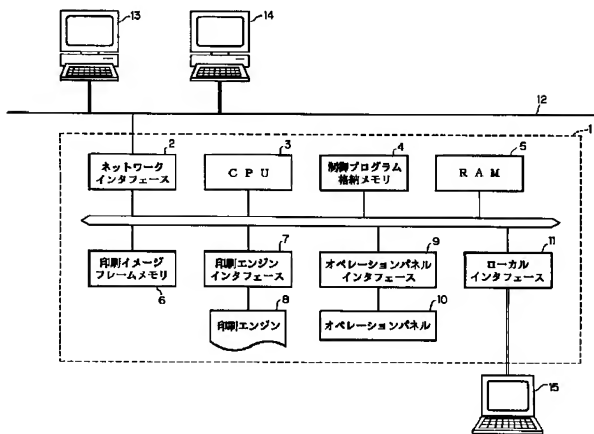 13
14
12
1
2
3
4
5
ネットワーク
インタフェース
CPU
制御プログラム
格納メモリ
RAM
7
9
11
印刷イメージ
フレームメモリ
印刷エンジン
インタフェース
オペレーションパネル
インタフェース
ローカル
インタフェース
6
8
10
印刷エンジン
オペレーションパネル
15